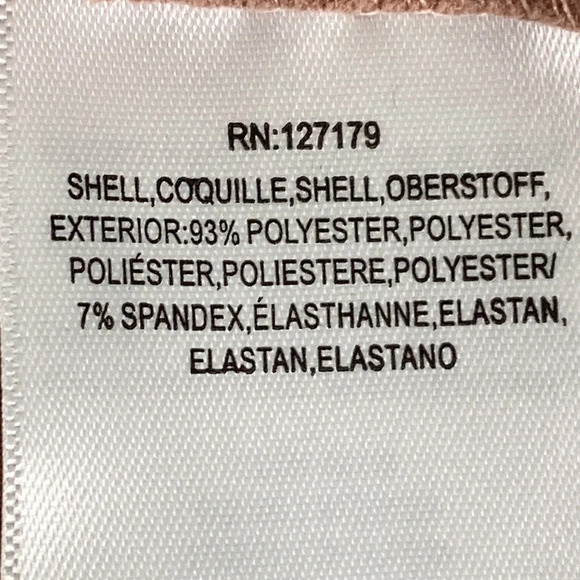 RN:127179
SHELL,COQUILLE,SHELL,OBERSTOFF,
EXTERIOR:93% POLYESTER,POLYESTER,
POLIÉSTER,POLIESTERE,POLYESTER/
7% SPANDEX,ÉLASTHANNE,ELASTAN,
ELASTAN,ELASTANO